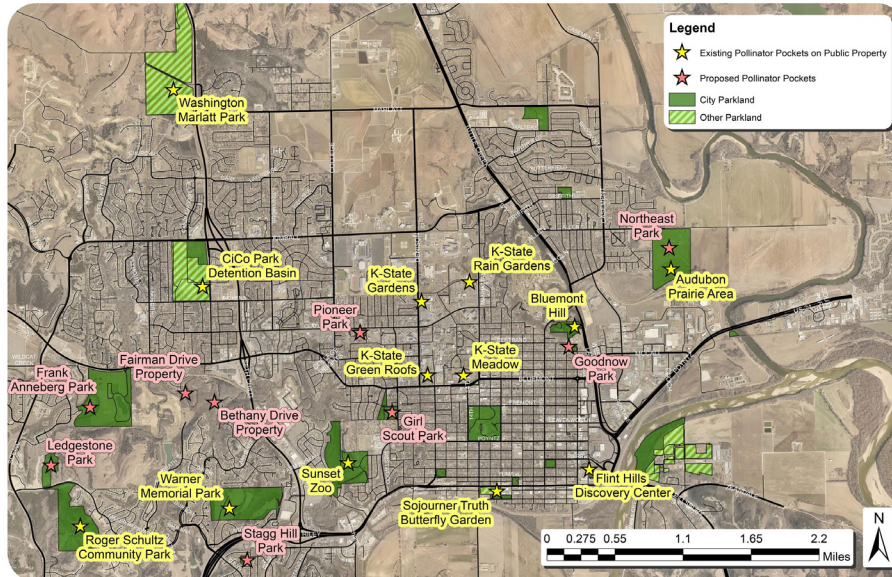 Legend
Existing Pollinator Pockets on Public Property
Proposed Pollinator Pockets
City Parkland
Other Parkland
Washington
Marlatt Park
Northeast
Park
CiCo Park
Detention Basin
K-State
Gardens
K-State
Rain Gardens
Audubon
Prairie Area
Bluemont
Hill
Pioneer
Park
Goodnow
Park
Frank
Anneberg Park
Fairman Drive
Property
K-State
Green Roofs
K-State
Meadow
Bethany Drive
Property
Girl
Scout Park
Ledgestone
Park
Warner
Memorial Park
Sunset
Zoo
Sojourner Truth
Butterfly Garden
Flint Hills
Discovery Center
Roger Schultz
Community Park
Stagg Hill
Park
POYNTZ
N
0 0.275 0.55 1.1 1.65 2.2
Miles